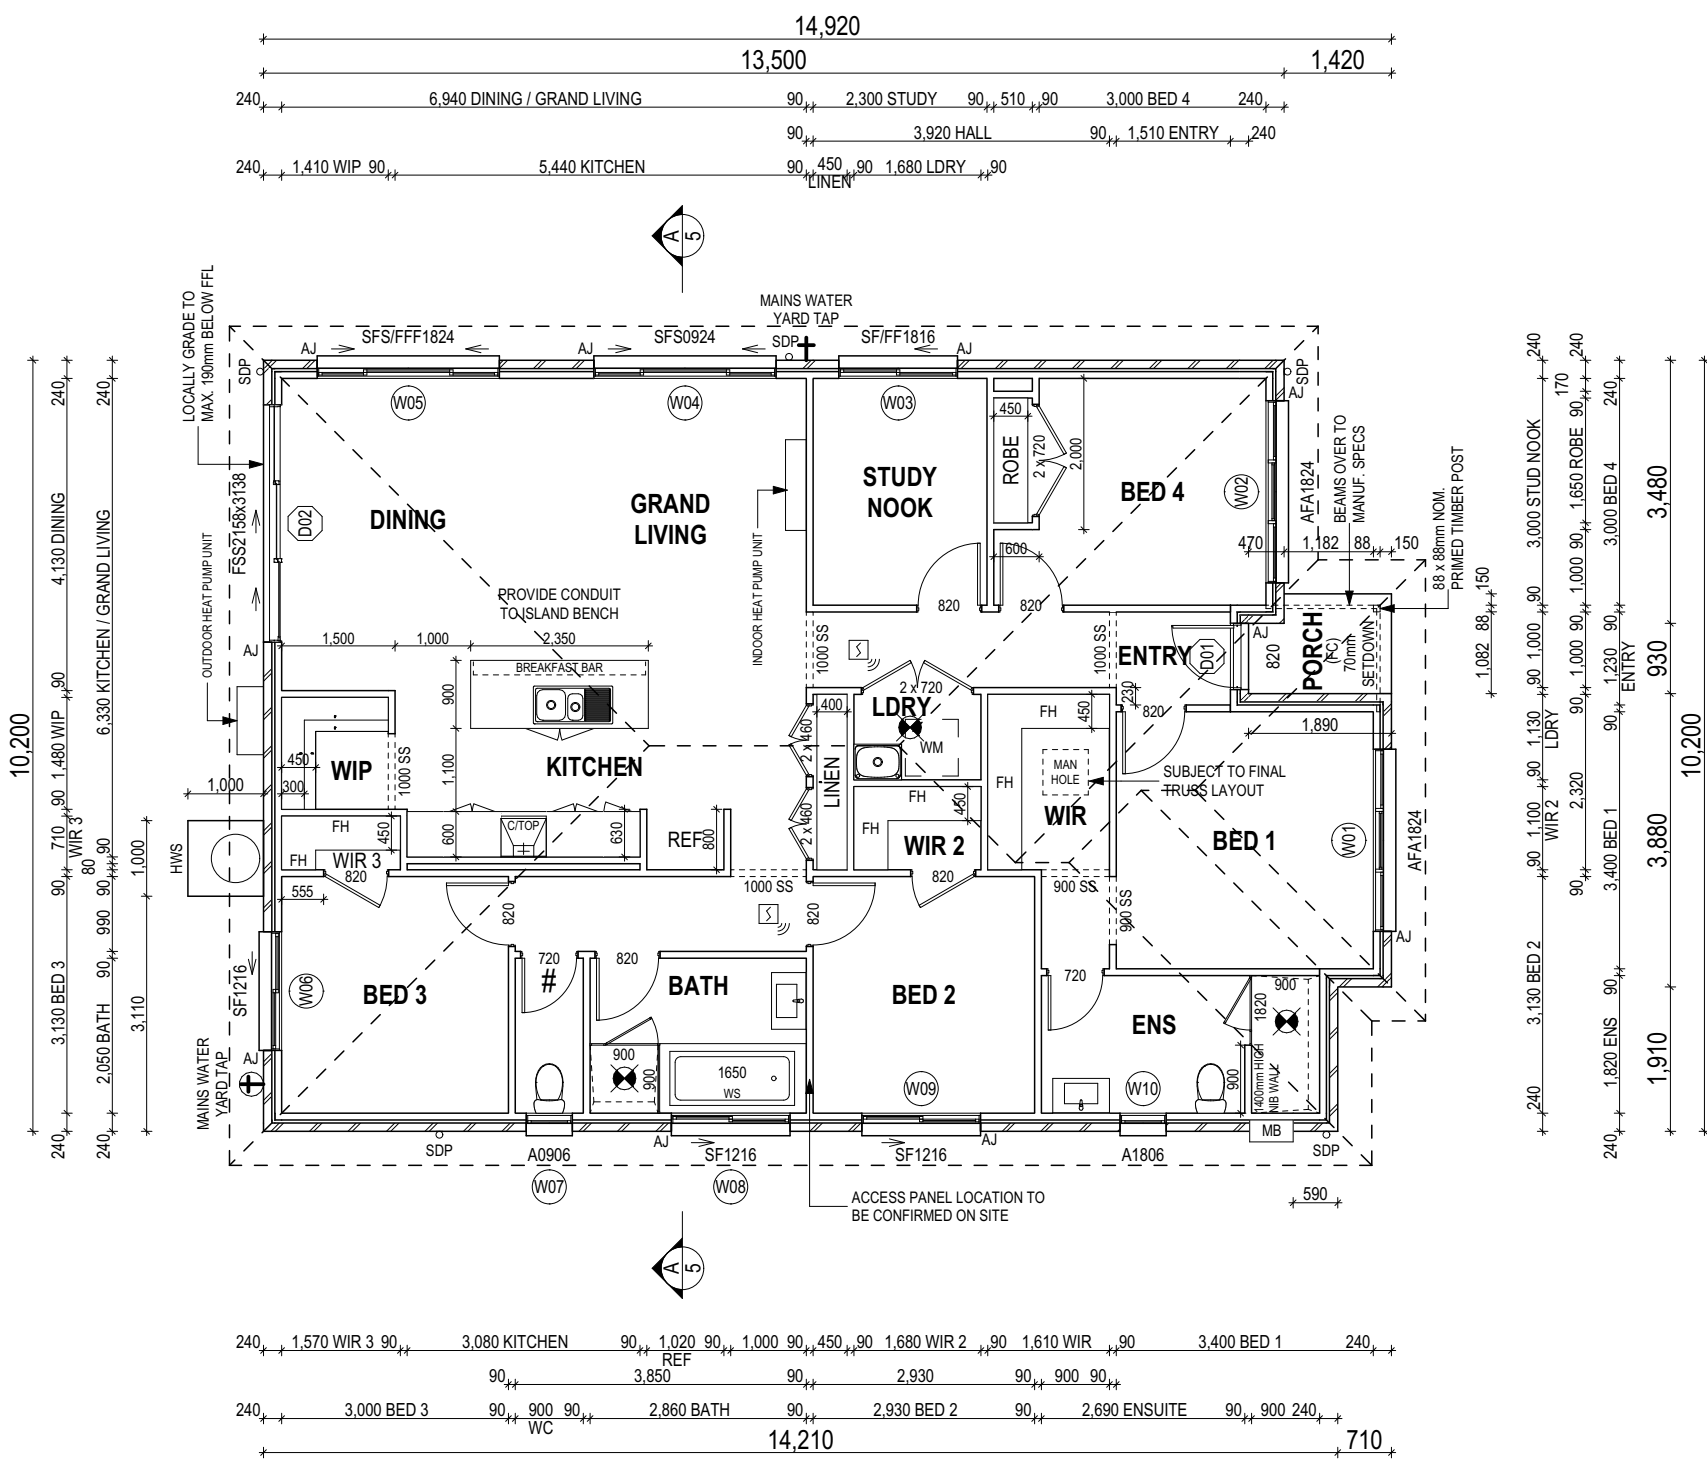 14,920
13,500 1,420
240 6,940 DINING / GRAND LIVING 90 2,300 STUDY 90 510 90 3,000 BED 4 240
90 3,920 HALL 90 1,510 ENTRY 240
240 1,410 WIP 90 5,440 KITCHEN 90 450 90 1,680 LDRY 90
LINEN
A
5
LOCALLY GRADE TO
MAX. 190mm BELOW FFL
MAINS WATER
YARD TAP
SFS/FFF1824
SFS0924
SF/FF1816
AJ
AJ
SDP
AJ
SDP
SDP
AJ
W05
W04
W03
W02
AFA1824
BEAMS OVER TO
MANUF. SPECS
88 x 88mm NOM.
PRIMED TIMBER POST
450
ROBE
2 x 720
2,000
STUDY
NOOK
BED 4
GRAND
LIVING
DINING
D02
FSS2158x3138
OUTDOOR HEAT PUMP UNIT
INDOOR HEAT PUMP UNIT
470 1,182 88 150
600
820
820
PROVIDE CONDUIT
TO ISLAND BENCH
1,500 1,000 2,350
BREAKFAST BAR
900
AJ
1000 SS
1000 SS
ENTRY
D01
AJ
820
PORCH
(FC)
70mm
SETDOWN
150
88
1,082
2 x 720
LDRY
WM
230
820
400
FH
450
1,890
2 x 460
LINEN
2 x 460
KITCHEN
1,100
WIP
450
300
1000 SS
1,000
MAN
HOLE
SUBJECT TO FINAL
TRUSS LAYOUT
FH
WIR
FH
450
FH
WIR 2
BED 1
W01
AFA1824
FH
450
FH
WIR 3
600
C/TOP
630
REF
800
HWS
820
555
1000 SS
820
900 SS
900 SS
820
820
AJ
SF1216
W06
BED 3
720
#
820
BATH
BED 2
720
ENS
900
1820
900
900
1650
WS
W09
W10
900
1400mm HIGH
NIB WALL
AJ
MAINS WATER
YARD TAP
SDP
A0906
W07
AJ
SF1216
W08
SF1216
AJ
A1806
MB
SDP
590
ACCESS PANEL LOCATION TO
BE CONFIRMED ON SITE
A
5
10,200
240 4,130 DINING 90 1,480 WIP 90 710 90 3,130 BED 3 240
WIR 3
240 6,330 KITCHEN / GRAND LIVING 80 90 990 90 2,050 BATH 240
1,000 3,110
240 3,000 STUD NOOK 90 1,000 90 1,130 90 1,100 90 3,130 BED 2 240
LDRY
WIR 2
240 170 90 1,650 ROBE 90 1,000 90 1,000 90 2,320 90
240 3,000 BED 4 90 1,230 90 3,400 BED 1 90 1,820 ENS 240
ENTRY
3,480 930 3,880 1,910
10,200
240 1,570 WIR 3 90 3,080 KITCHEN 90 1,020 90 1,000 90 450 90 1,680 WIR 2 90 1,610 WIR 90 3,400 BED 1 240
REF
90 3,850 90 2,930 90 900 90
240 3,000 BED 3 90 900 90 2,860 BATH 90 2,930 BED 2 90 2,690 ENSUITE 90 900 240
WC
14,210 710